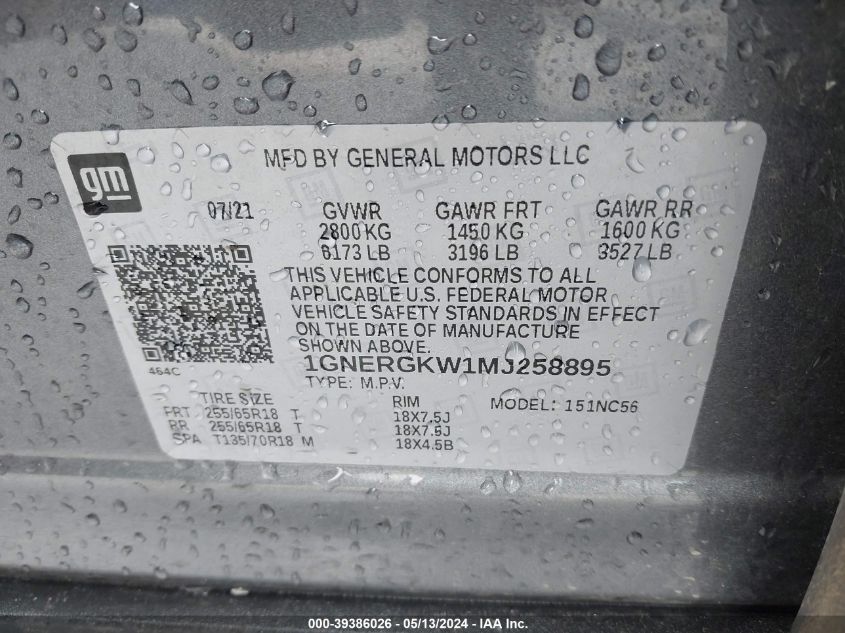 gm
MFD BY GENERAL MOTORS LLC
07/21 GVWR GAWR FRT GAWR RR
2800 KG 1450 KG 1600 KG
6173 LB 3196 LB 3527 LB
THIS VEHICLE CONFORMS TO ALL
APPLICABLE U.S. FEDERAL MOTOR
VEHICLE SAFETY STANDARDS IN EFFECT
ON THE DATE OF MANUFACTURE
SHOWN ABOVE.
464C
1GNERGKW1MJ258895
TYPE: M.P.V.
TIRE SIZE RIM MODEL: 151NC56
FRT 255/65R18 T 18X7.5J
RR 255/65R18 T 18X7.5J
SPA T135/70R18 M 18X4.5B
000-39386026 - 05/13/2024 - IAA Inc.